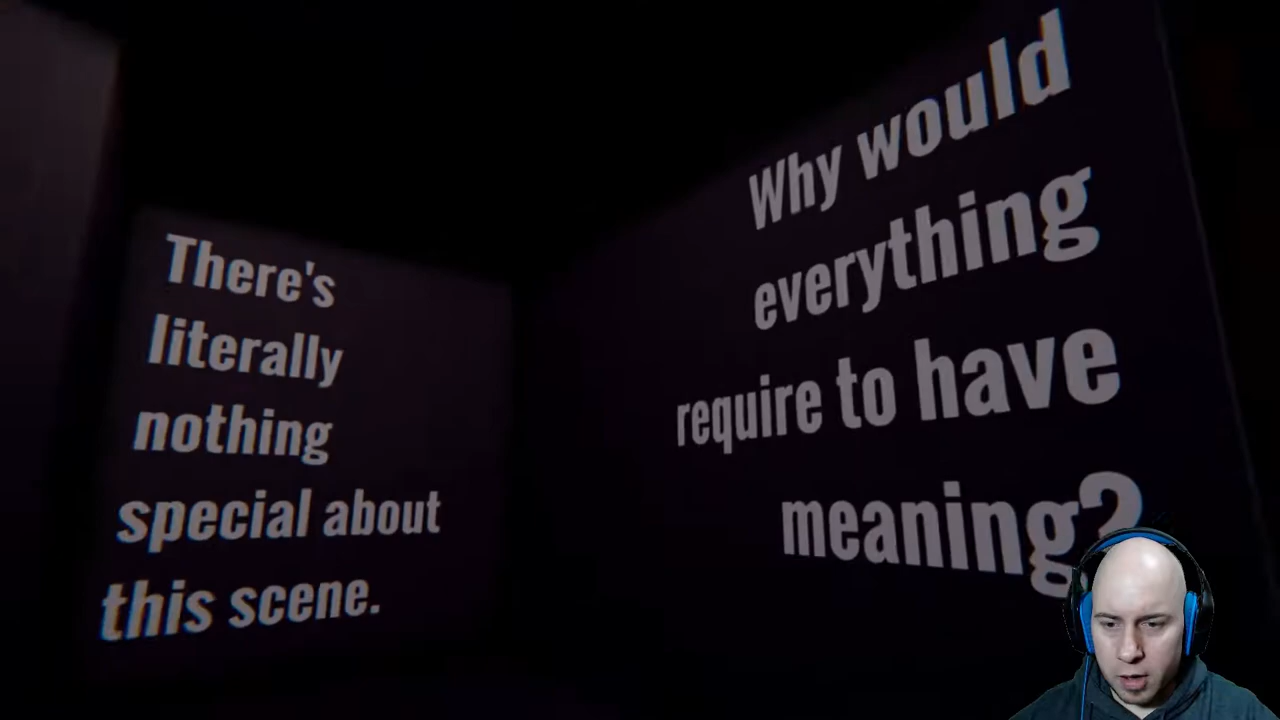 There's
literally
nothing
special about
this scene.
Why would
everything
require to have
meaning?